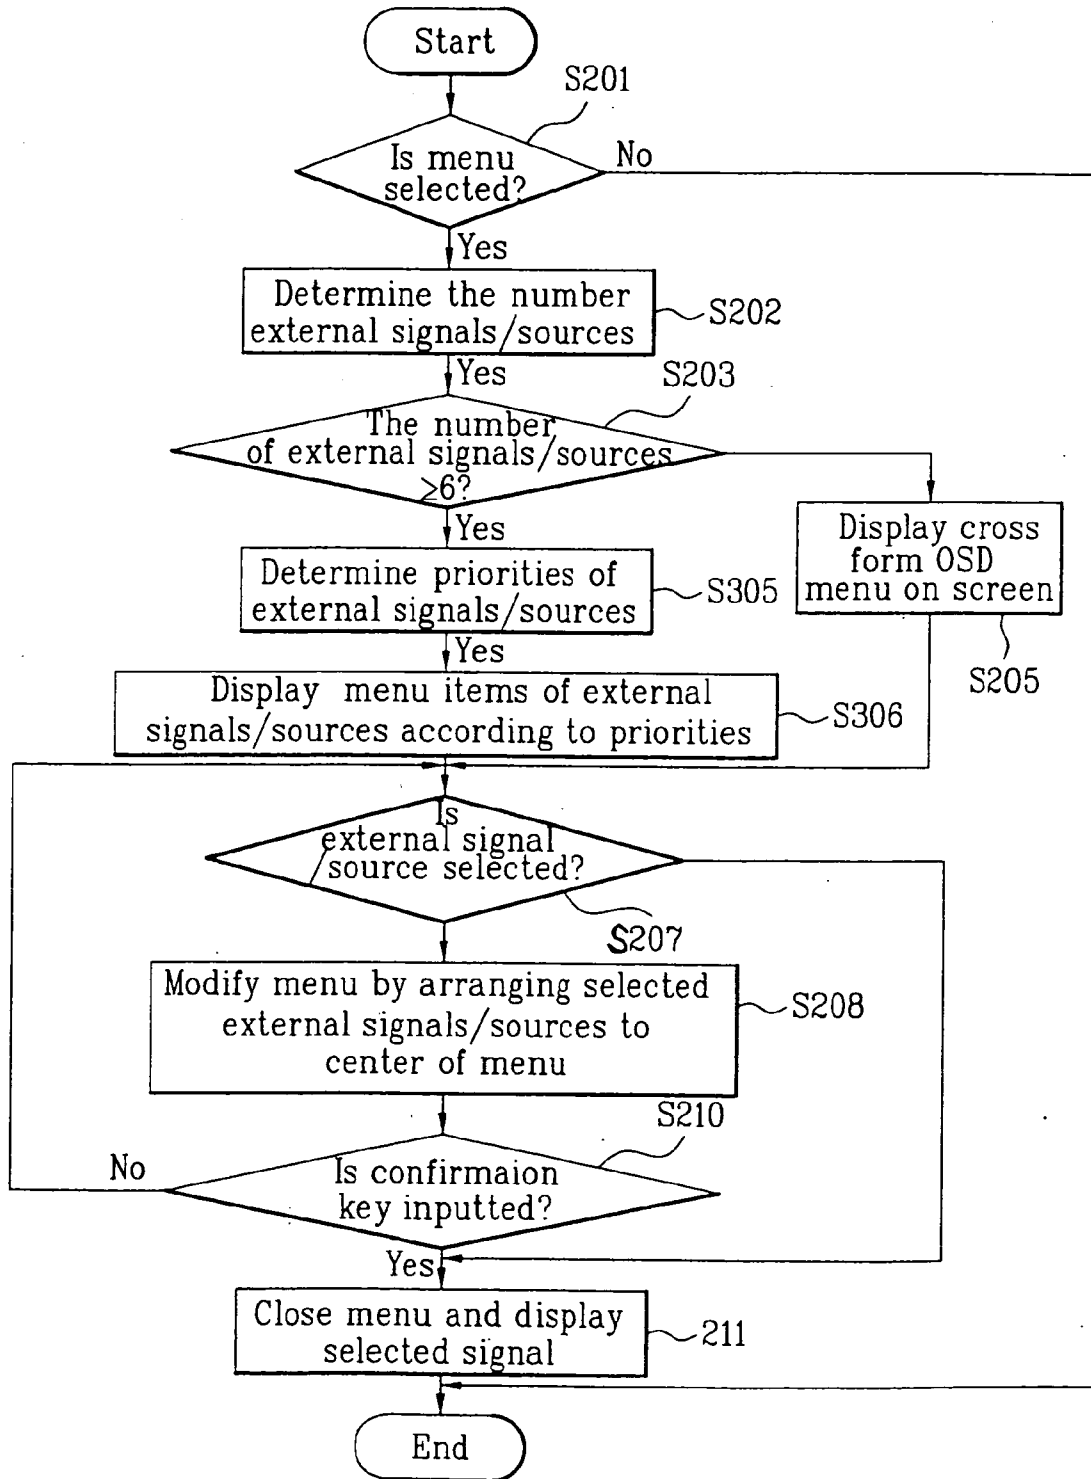 Start
S201
Is menu
selected?
No
Yes
Determine the number
external signals/sources
S202
Yes
S203
The number
of external signals/sources
≥6?
Yes
Display cross
form OSD
menu on screen
S205
Determine priorities of
external signals/sources
S305
Yes
Display menu items of external
signals/sources according to priorities
S306
Is
external signal
/source selected?
S207
Modify menu by arranging selected
external signals/sources to
center of menu
S208
S210
No
Is confirmaion
key inputted?
Yes
Close menu and display
selected signal
211
End